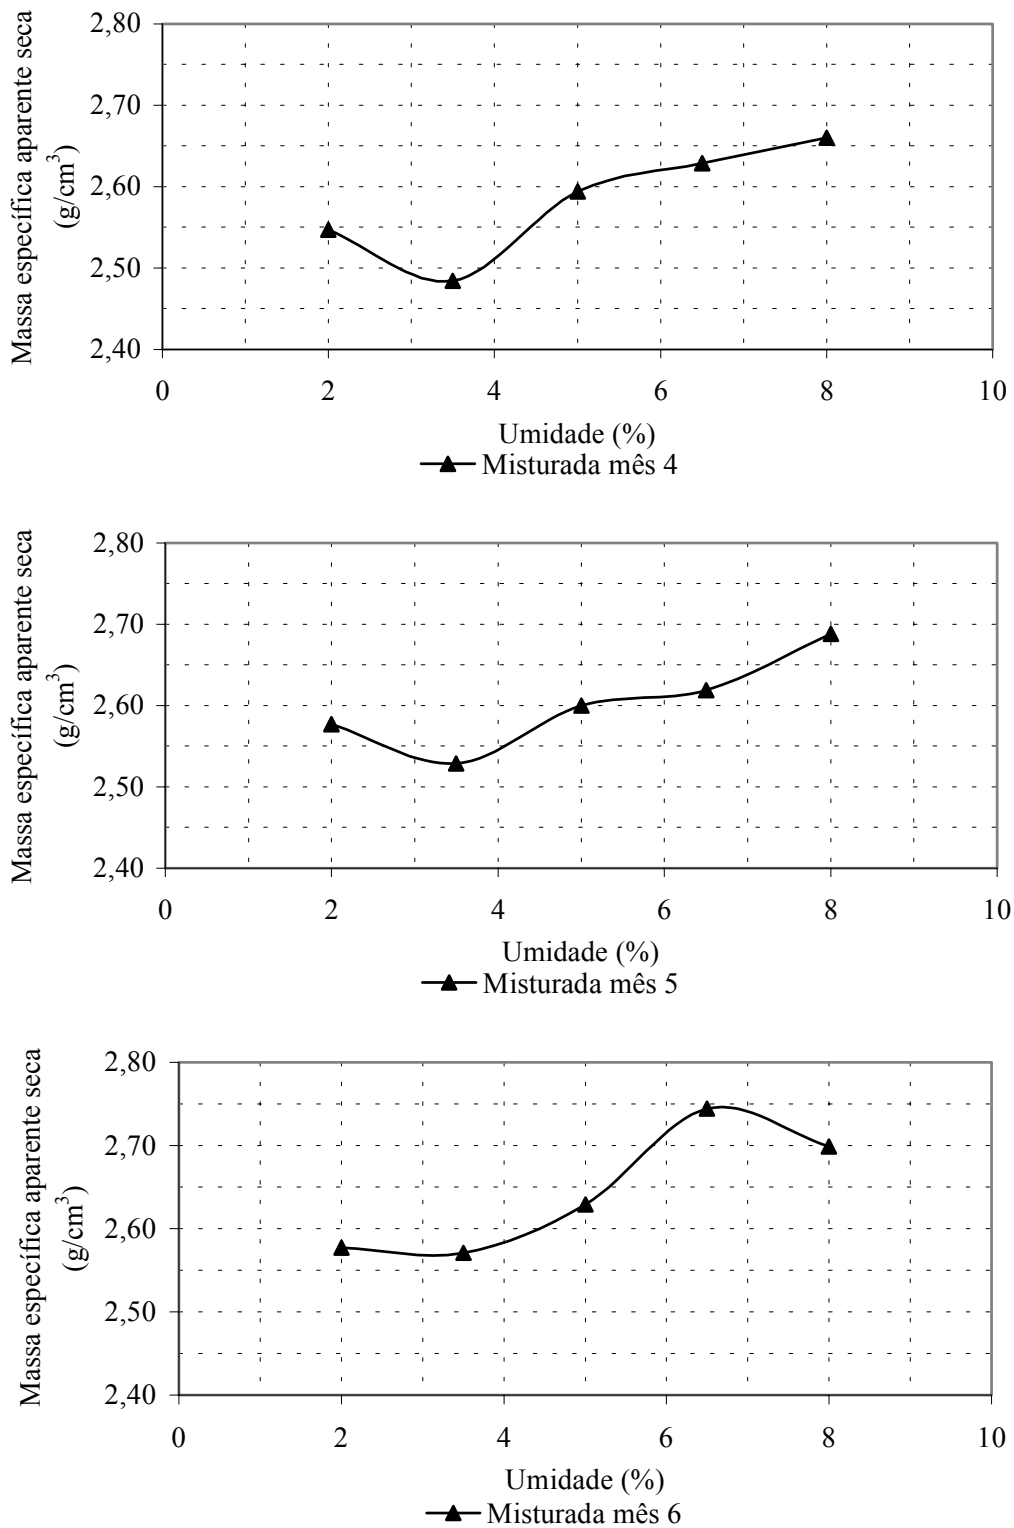 Massa específica aparente seca
(g/cm³)
2,80
2,70
2,60
2,50
2,40
0 2 4 6 8 10
Umidade (%)
Misturada mês 4
Massa específica aparente seca
(g/cm³)
2,80
2,70
2,60
2,50
2,40
0 2 4 6 8 10
Umidade (%)
Misturada mês 5
Massa específica aparente seca
(g/cm³)
2,80
2,70
2,60
2,50
2,40
0 2 4 6 8 10
Umidade (%)
Misturada mês 6